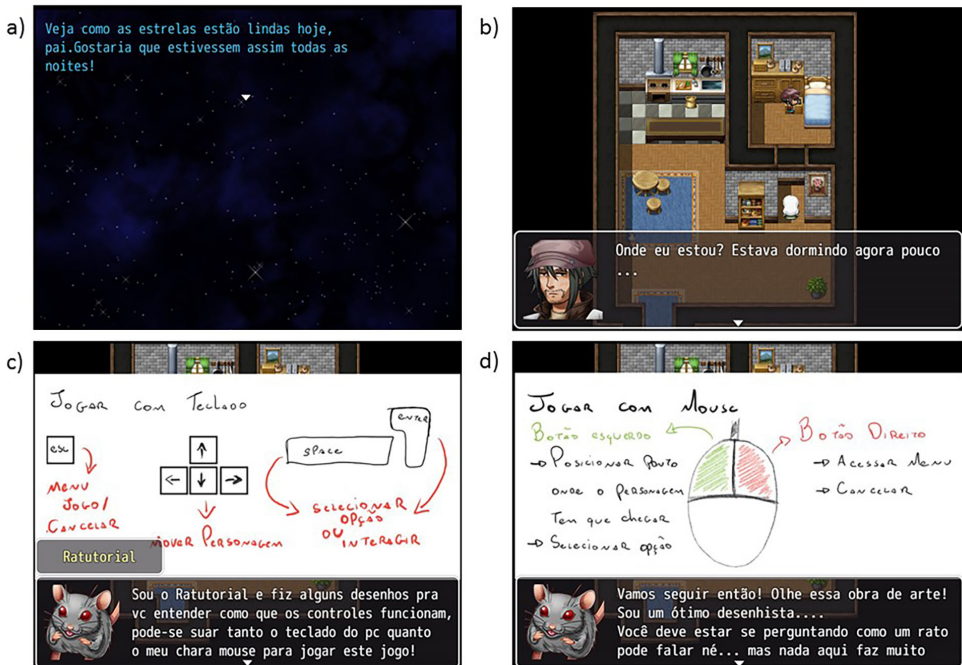 a)
Veja como as estrelas estão lindas hoje,
pai.Gostaria que estivessem assim todas as
noites!
b)
Onde eu estou? Estava dormindo agora pouco
...
c)
JOGAR COM TECLADO
esc
SPACE
ENTER
MENU
JOGO/
CANCELAR
MOVER PERSONAGEM
SELECIONAR
OPÇÃO
OU
INTERAGIR
Ratutorial
Sou o Ratutorial e fiz alguns desenhos pra
vc entender como que os controles funcionam,
pode-se suar tanto o teclado do pc quanto
o meu chara mouse para jogar este jogo!
d)
JOGAR COM MOUSE
BOTÃO ESQUERDO
→ POSICIONAR PONTO
ONDE O PERSONAGEM
TEM QUE CHEGAR
→ SELECIONAR OPÇÃO
BOTÃO DIREITO
→ ACESSAR MENU
→ CANCELAR
Vamos seguir então! Olhe essa obra de arte!
Sou um ótimo desenhista....
Você deve estar se perguntando como um rato
pode falar né... mas nada aqui faz muito